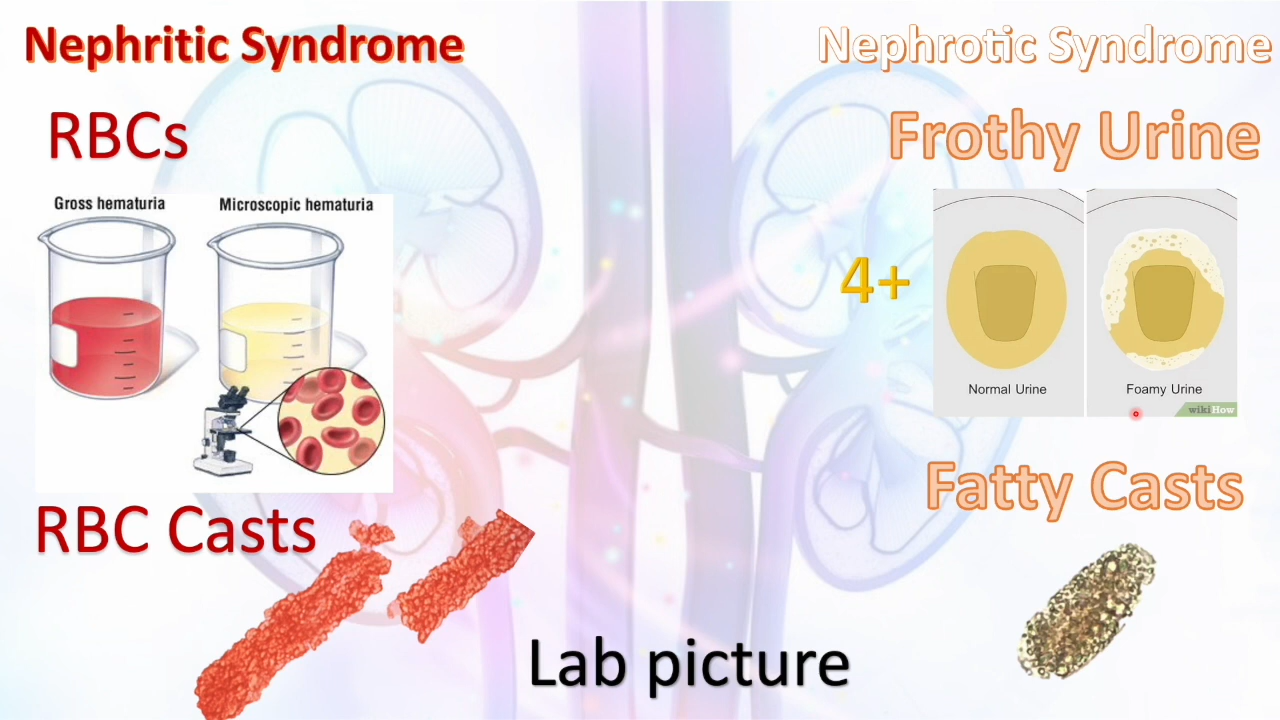 Nephritic Syndrome
RBCs
Gross hematuria
Microscopic hematuria
RBC Casts
Nephrotic Syndrome
Frothy Urine
4+
Normal Urine
Foamy Urine
wikiHow
Fatty Casts
Lab picture